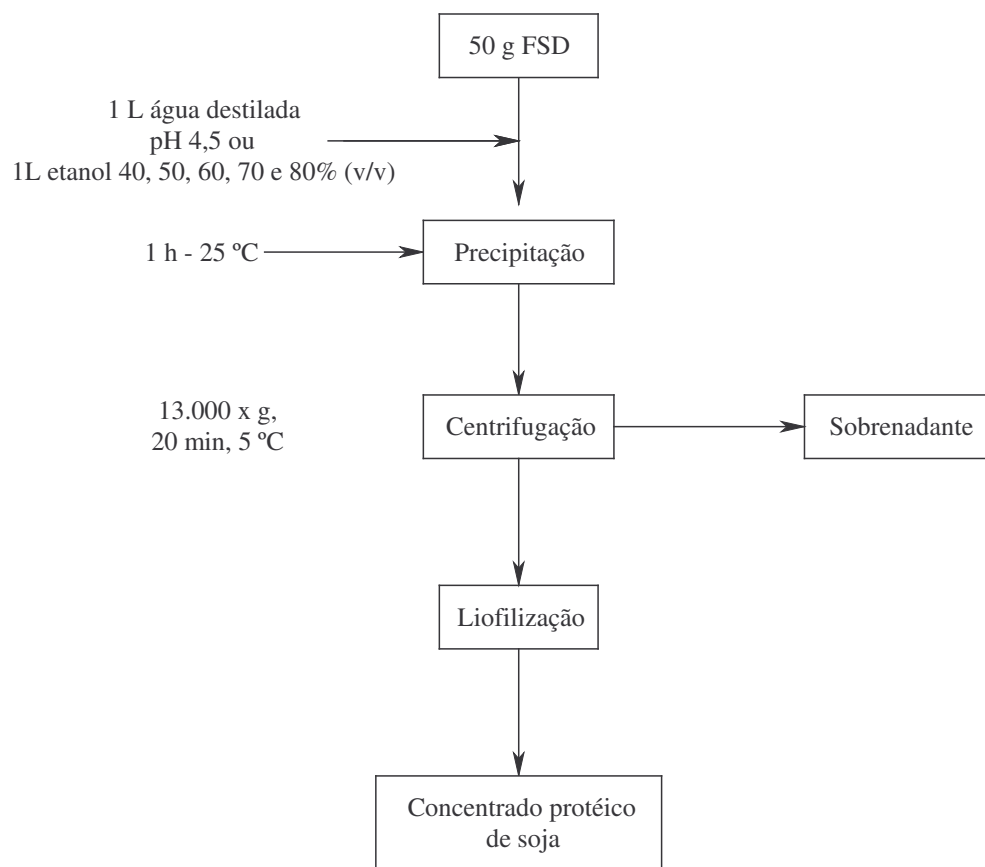 50 g FSD
1 L água destilada
pH 4,5 ou
1L etanol 40, 50, 60, 70 e 80% (v/v)
1 h - 25 ºC
Precipitação
13.000 x g,
20 min, 5 ºC
Centrifugação
Sobrenadante
Liofilização
Concentrado protéico
de soja